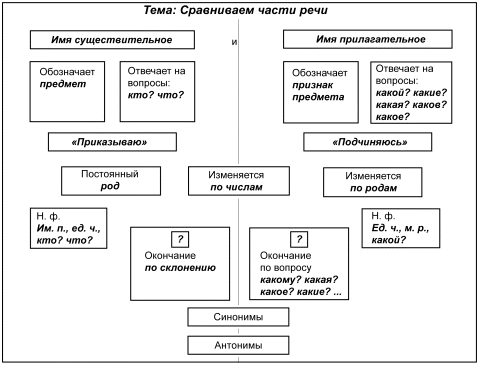 Тема: Сравниваем части речи
Имя существительное
и
Имя прилагательное
Обозначает
предмет
Отвечает на
вопросы:
кто? что?
Обозначает
признак
предмета
Отвечает на
вопросы:
какой? какие?
какая? каков?
какое?
«Приказываю»
«Подчиняюсь»
Постоянный
род
Изменяется
по числам
Изменяется
по родам
Н. ф.
Им. п., ед. ч.,
кто? что?
Н. ф.
Ед. ч., м. р.,
какой?
?
Окончание
по склонению
?
Окончание
по вопросу
какому? какая?
какое? какие? ...
Синонимы
Антонимы